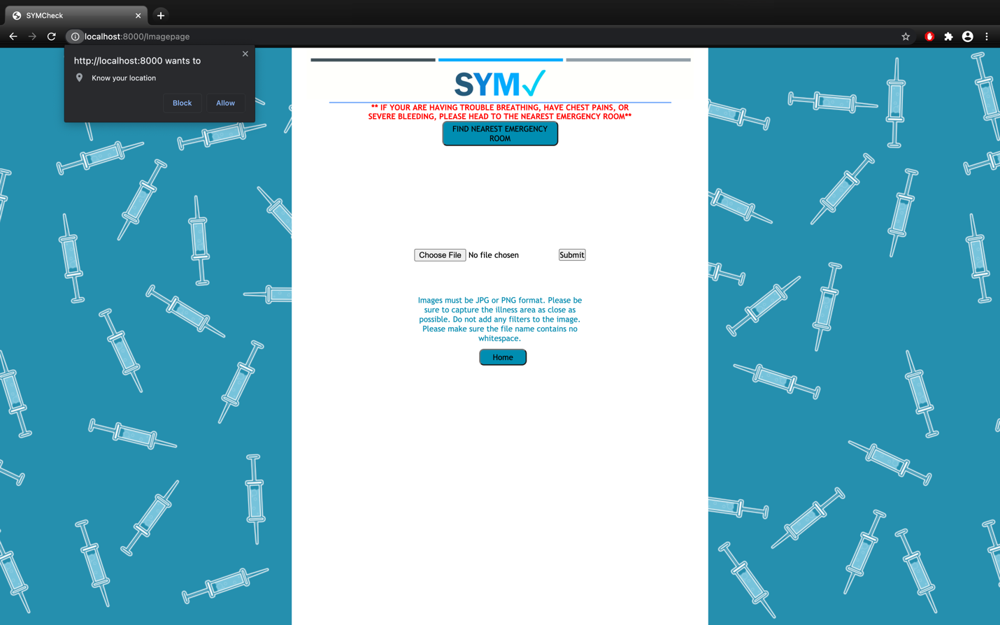 SYMCheck
localhost:8000/Imagepage
http://localhost:8000 wants to
Know your location
Block
Allow
SYM
** IF YOUR ARE HAVING TROUBLE BREATHING, HAVE CHEST PAINS, OR
SEVERE BLEEDING, PLEASE HEAD TO THE NEAREST EMERGENCY ROOM**
FIND NEAREST EMERGENCY
ROOM
Choose File No file chosen
Submit
Images must be JPG or PNG format. Please be
sure to capture the illness area as close as
possible. Do not add any filters to the image.
Please make sure the file name contains no
whitespace.
Home